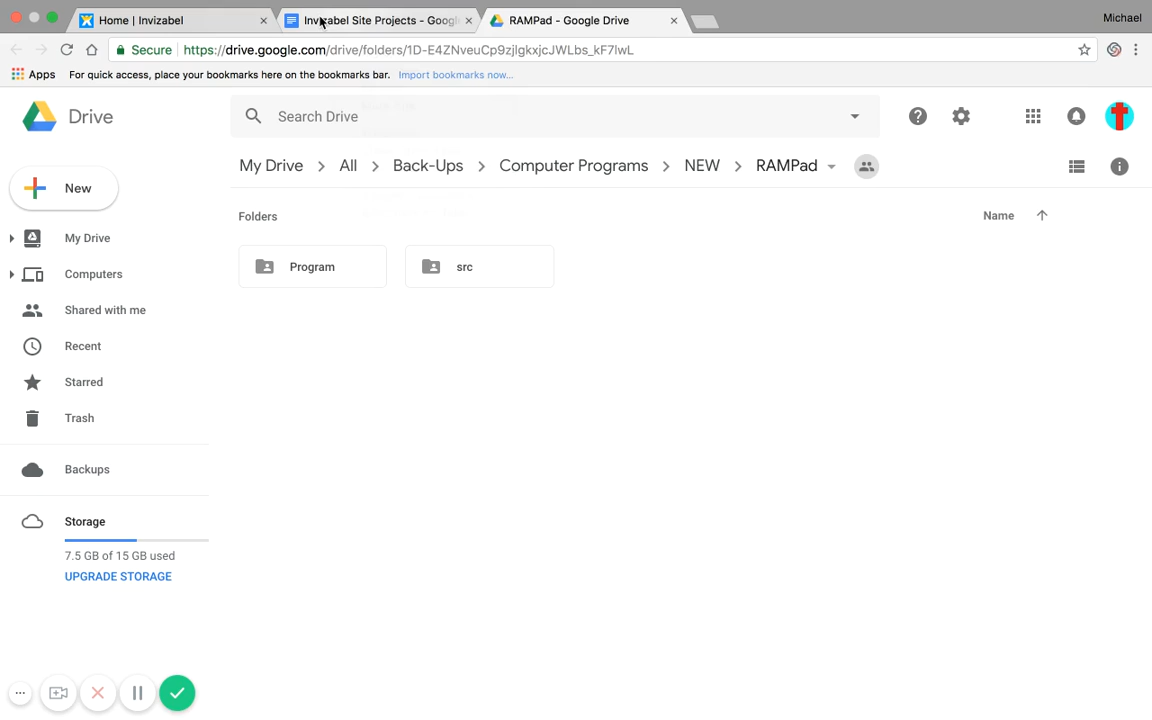 Home | Invizabel
Invizabel Site Projects - Googl
RAMPad - Google Drive
Michael
Secure
https://drive.google.com/drive/folders/1D-E4ZNveuCp9zjlgkxjcJWLbs_kF7lwL
Apps
For quick access, place your bookmarks here on the bookmarks bar.
Import bookmarks now...
Drive
Search Drive
My Drive
All
Back-Ups
Computer Programs
NEW
RAMPad
New
Folders
Name
My Drive
Program
src
Computers
Shared with me
Recent
Starred
Trash
Backups
Storage
7.5 GB of 15 GB used
UPGRADE STORAGE